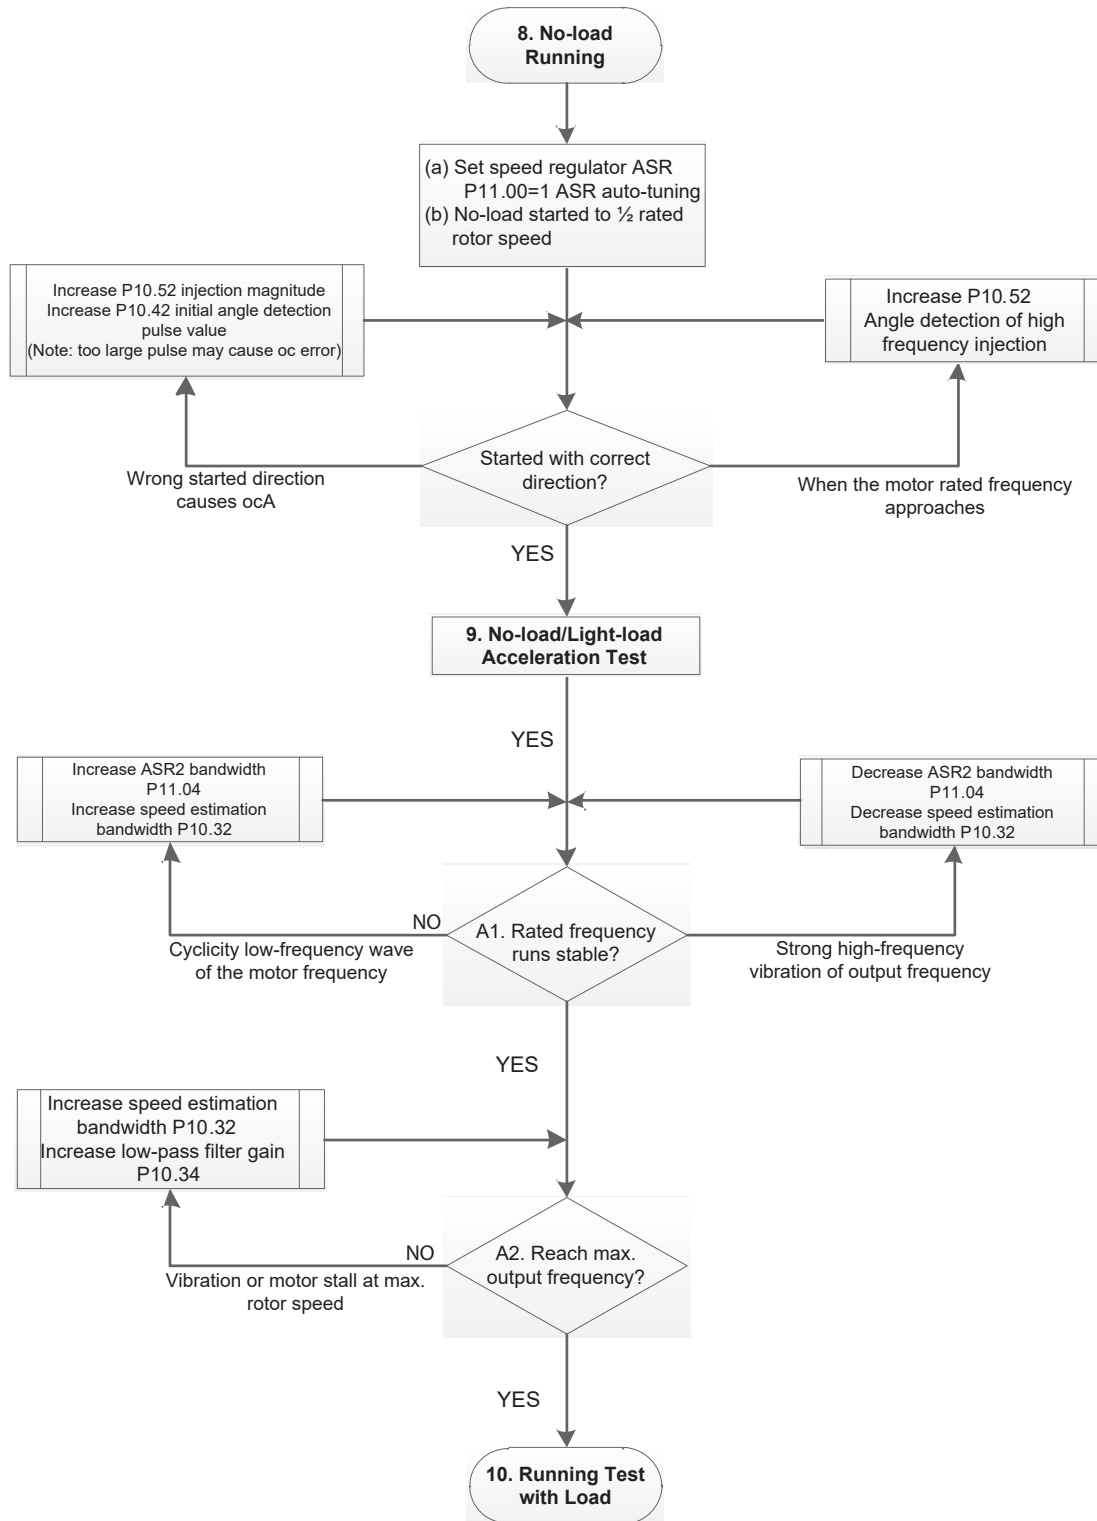 8. No-load
Running
(a) Set speed regulator ASR
P11.00=1 ASR auto-tuning
(b) No-load started to ½ rated
rotor speed
Increase P10.52 injection magnitude
Increase P10.42 initial angle detection
pulse value
(Note: too large pulse may cause oc error)
Increase P10.52
Angle detection of high
frequency injection
Started with correct
direction?
Wrong started direction
causes ocA
When the motor rated frequency
approaches
YES
9. No-load/Light-load
Acceleration Test
YES
Increase ASR2 bandwidth
P11.04
Increase speed estimation
bandwidth P10.32
Decrease ASR2 bandwidth
P11.04
Decrease speed estimation
bandwidth P10.32
NO
A1. Rated frequency
runs stable?
Cyclicity low-frequency wave
of the motor frequency
Strong high-frequency
vibration of output frequency
YES
Increase speed estimation
bandwidth P10.32
Increase low-pass filter gain
P10.34
NO
A2. Reach max.
output frequency?
Vibration or motor stall at max.
rotor speed
YES
10. Running Test
with Load